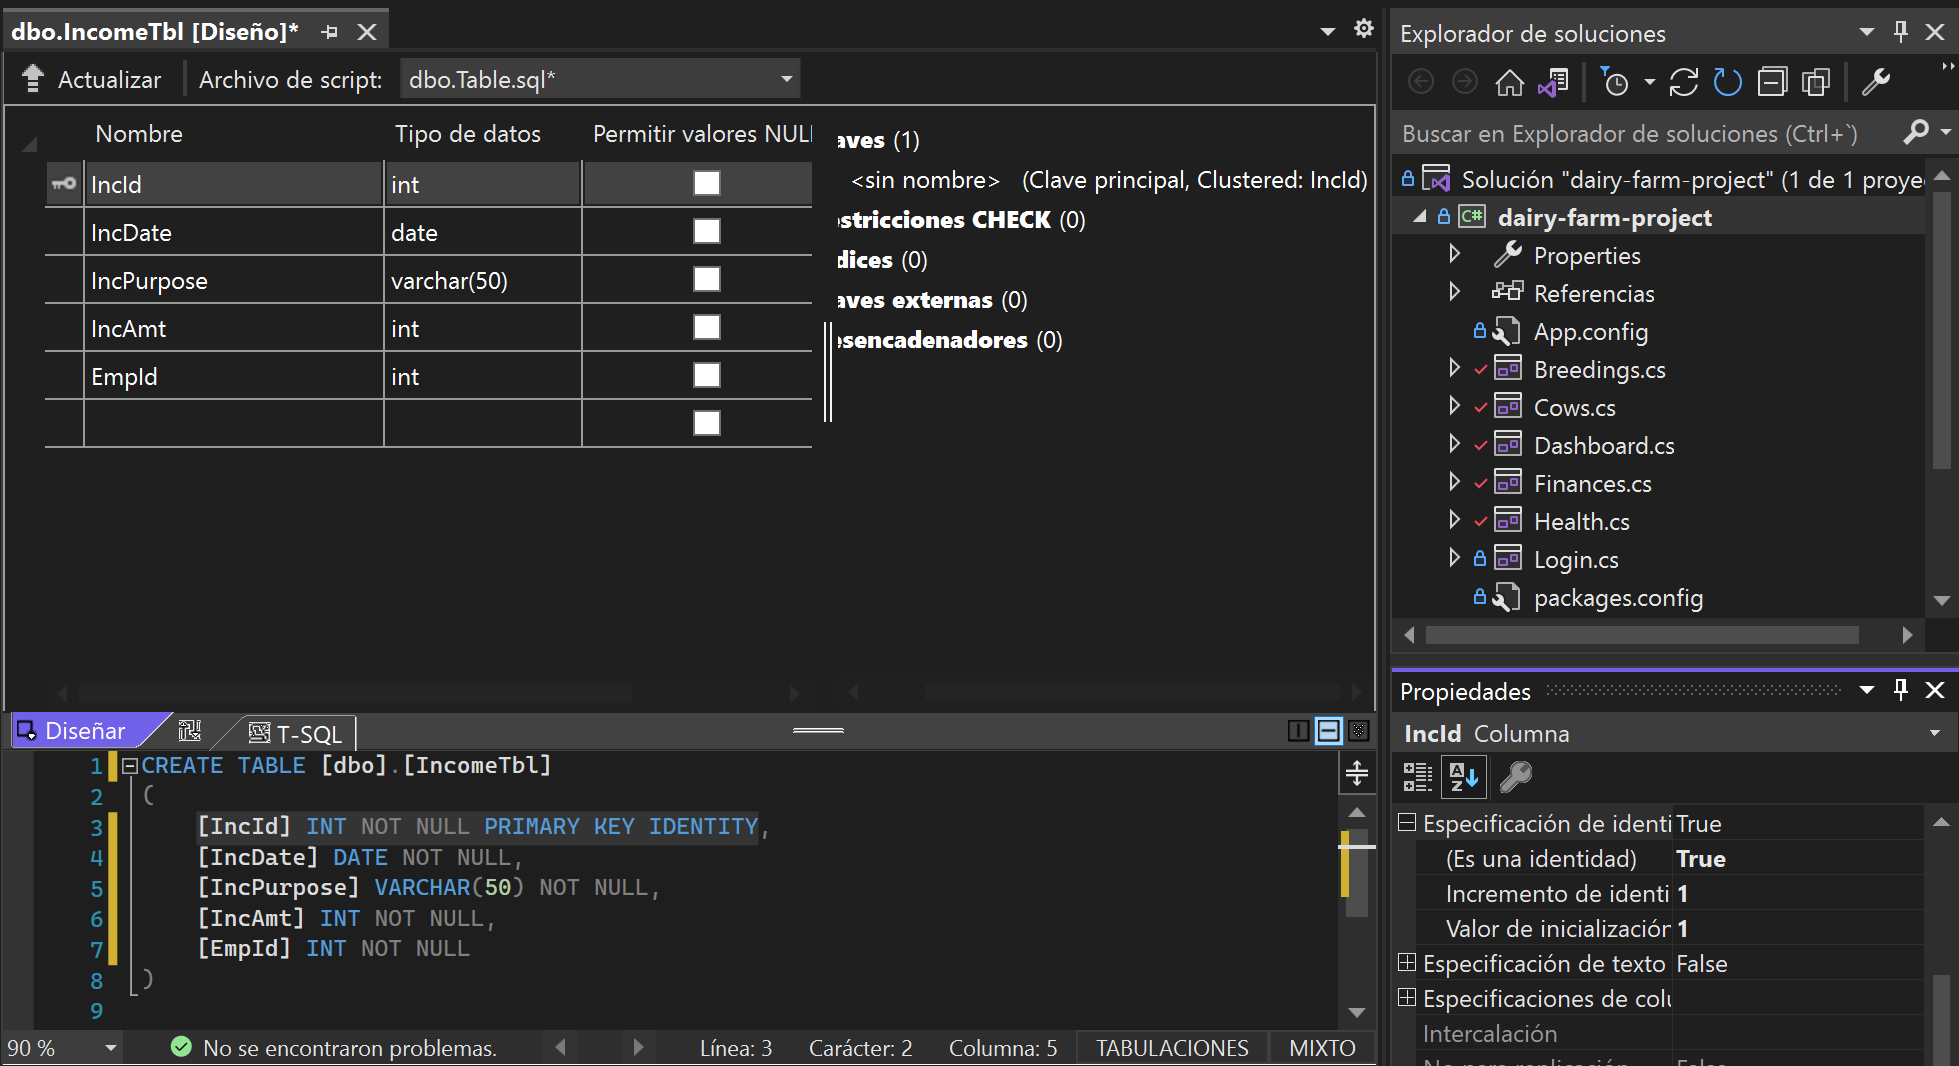 dbo.IncomeTbl [Diseño]*
Actualizar
Archivo de script:
dbo.Table.sql*
Nombre
Tipo de datos
Permitir valores NULL
IncId
int
IncDate
date
IncPurpose
varchar(50)
IncAmt
int
EmpId
int
aves (1)
<sin nombre> (Clave principal, Clustered: IncId)
stricciones CHECK (0)
dices (0)
aves externas (0)
sencadenadores (0)
Diseñar
T-SQL
1 CREATE TABLE [dbo].[IncomeTbl]
2 (
3 [IncId] INT NOT NULL PRIMARY KEY IDENTITY,
4 [IncDate] DATE NOT NULL,
5 [IncPurpose] VARCHAR(50) NOT NULL,
6 [IncAmt] INT NOT NULL,
7 [EmpId] INT NOT NULL
8 )
9
90 %
No se encontraron problemas.
Línea: 3
Carácter: 2
Columna: 5
TABULACIONES
MIXTO
Explorador de soluciones
Buscar en Explorador de soluciones (Ctrl+`)
Solución "dairy-farm-project" (1 de 1 proye
C# dairy-farm-project
Properties
Referencias
App.config
Breedings.cs
Cows.cs
Dashboard.cs
Finances.cs
Health.cs
Login.cs
packages.config
Propiedades
IncId Columna
Especificación de identi True
(Es una identidad) True
Incremento de identi 1
Valor de inicialización 1
Especificación de texto False
Especificaciones de colu
Intercalación